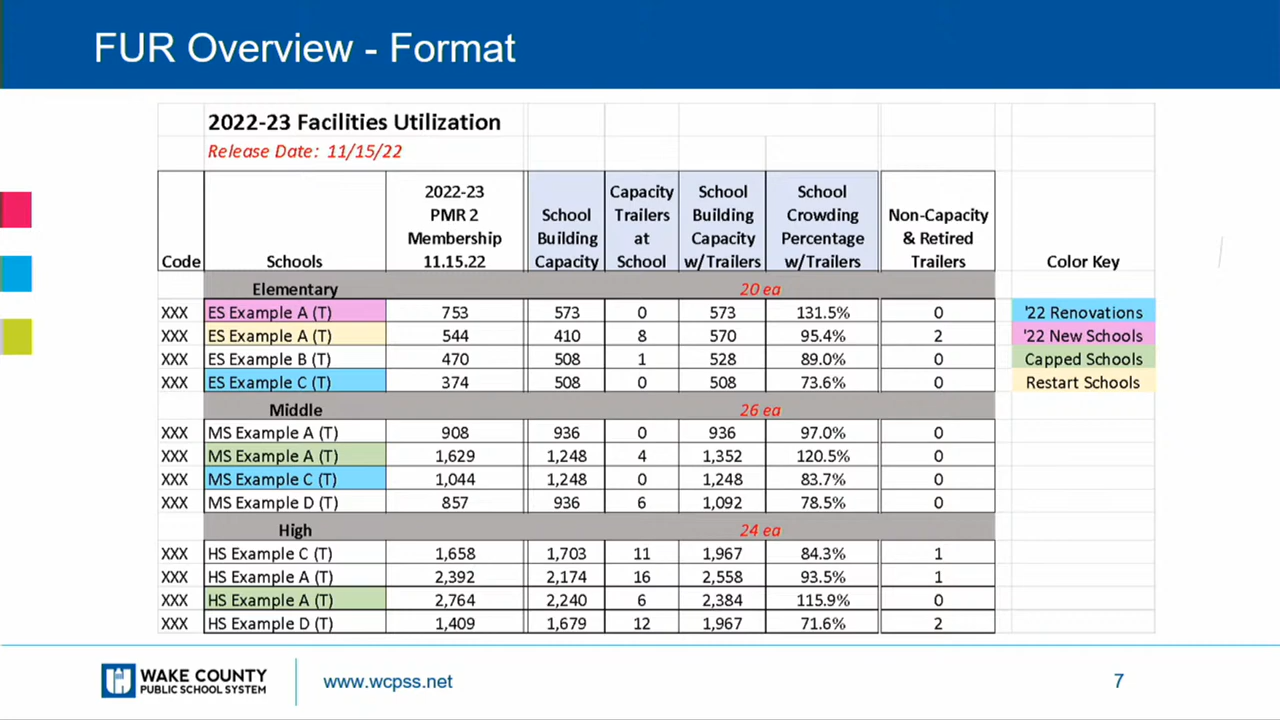 FUR Overview - Format
2022-23 Facilities Utilization
Release Date: 11/15/22
Code Schools 2022-23 PMR 2 Membership 11.15.22 School Building Capacity Capacity Trailers at School School Building Capacity w/Trailers School Crowding Percentage w/Trailers Non-Capacity & Retired Trailers Color Key
Elementary 20 ea
XXX ES Example A (T) 753 573 0 573 131.5% 0 '22 Renovations
XXX ES Example A (T) 544 410 8 570 95.4% 2 '22 New Schools
XXX ES Example B (T) 470 508 1 528 89.0% 0 Capped Schools
XXX ES Example C (T) 374 508 0 508 73.6% 0 Restart Schools
Middle 26 ea
XXX MS Example A (T) 908 936 0 936 97.0% 0
XXX MS Example A (T) 1,629 1,248 4 1,352 120.5% 0
XXX MS Example C (T) 1,044 1,248 0 1,248 83.7% 0
XXX MS Example D (T) 857 936 6 1,092 78.5% 0
High 24 ea
XXX HS Example C (T) 1,658 1,703 11 1,967 84.3% 1
XXX HS Example A (T) 2,392 2,174 16 2,558 93.5% 1
XXX HS Example A (T) 2,764 2,240 6 2,384 115.9% 0
XXX HS Example D (T) 1,409 1,679 12 1,967 71.6% 2
WAKE COUNTY
PUBLIC SCHOOL SYSTEM
www.wcpss.net
7